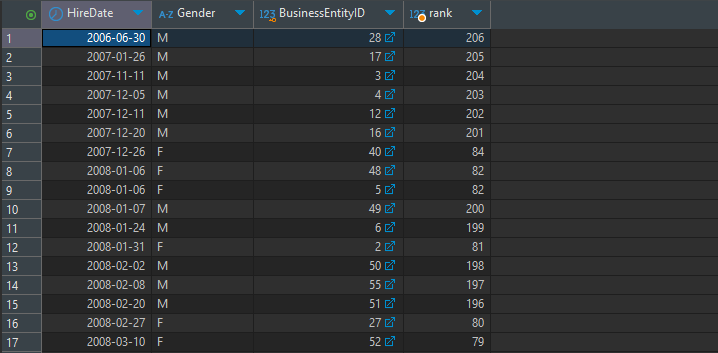 HireDate A-Z Gender 123 BusinessEntityID 123 rank
1 2006-06-30 M 28 206
2 2007-01-26 M 17 205
3 2007-11-11 M 3 204
4 2007-12-05 M 4 203
5 2007-12-11 M 12 202
6 2007-12-20 M 16 201
7 2007-12-26 F 40 84
8 2008-01-06 F 48 82
9 2008-01-06 F 5 82
10 2008-01-07 M 49 200
11 2008-01-24 M 6 199
12 2008-01-31 F 2 81
13 2008-02-02 M 50 198
14 2008-02-08 M 55 197
15 2008-02-20 M 51 196
16 2008-02-27 F 27 80
17 2008-03-10 F 52 79